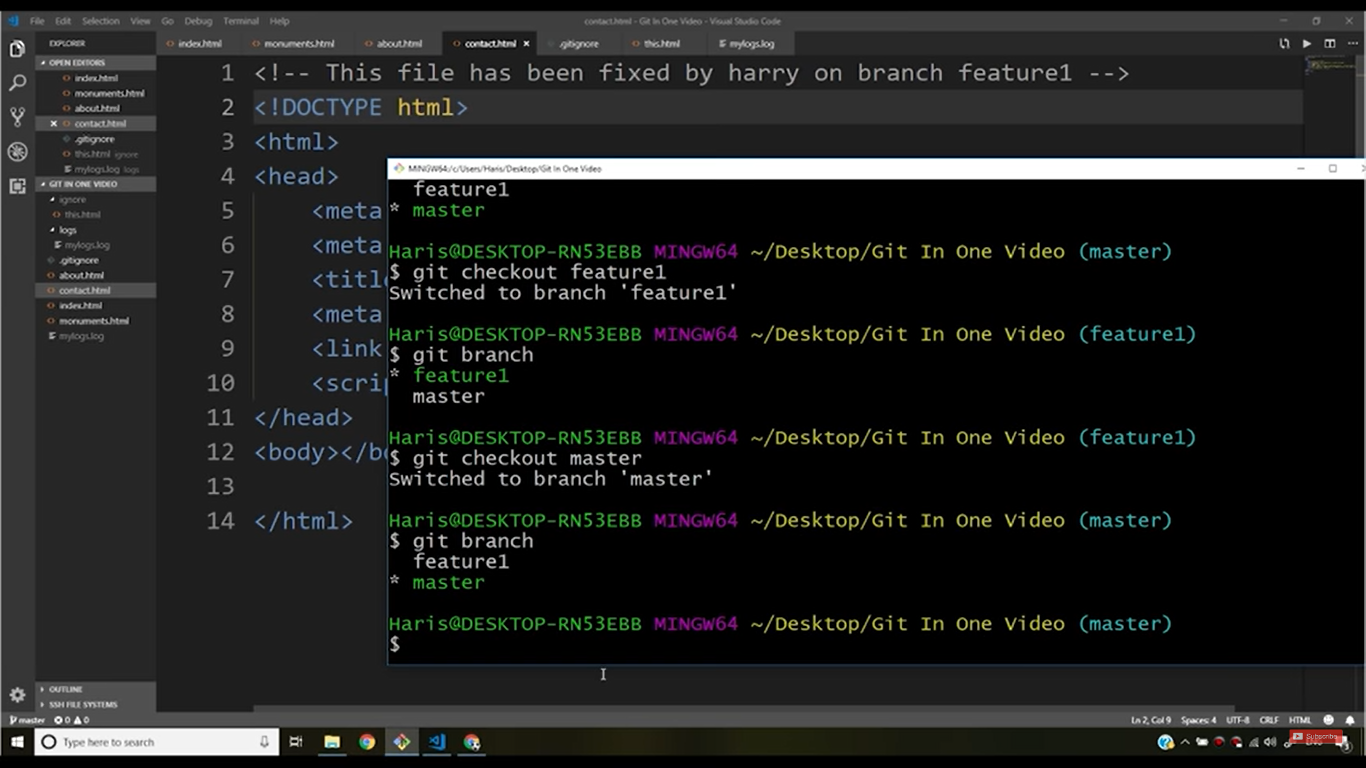 File Edit Selection View Go Debug Terminal Help
contact.html - Git In One Video - Visual Studio Code
EXPLORER
index.html monuments.html about.html contact.html .gitignore this.html mylogs.log
OPEN EDITORS
index.html
monuments.html
about.html
contact.html
.gitignore
this.html ignore
mylogs.log
GIT IN ONE VIDEO
ignore
this.html
logs
mylogs.log
.gitignore
about.html
contact.html
index.html
monuments.html
mylogs.log
OUTLINE
SSH FILE SYSTEMS
1 <!-- This file has been fixed by harry on branch feature1 -->
2 <!DOCTYPE html>
3 <html>
4 <head>
5 <meta
6 <meta
7 <titl
8 <meta
9 <link
10 <scrip
11 </head>
12 <body></bo
13
14 </html>
MINGW64:/c/Users/Haris/Desktop/Git In One Video
feature1
* master
Haris@DESKTOP-RN53EBB MINGW64 ~/Desktop/Git In One Video (master)
$ git checkout feature1
Switched to branch 'feature1'
Haris@DESKTOP-RN53EBB MINGW64 ~/Desktop/Git In One Video (feature1)
$ git branch
* feature1
master
Haris@DESKTOP-RN53EBB MINGW64 ~/Desktop/Git In One Video (feature1)
$ git checkout master
Switched to branch 'master'
Haris@DESKTOP-RN53EBB MINGW64 ~/Desktop/Git In One Video (master)
$ git branch
feature1
* master
Haris@DESKTOP-RN53EBB MINGW64 ~/Desktop/Git In One Video (master)
$
master 0 0
Ln 2, Col 9 Spaces: 4 UTF-8 CRLF HTML
Type here to search
Subscribe